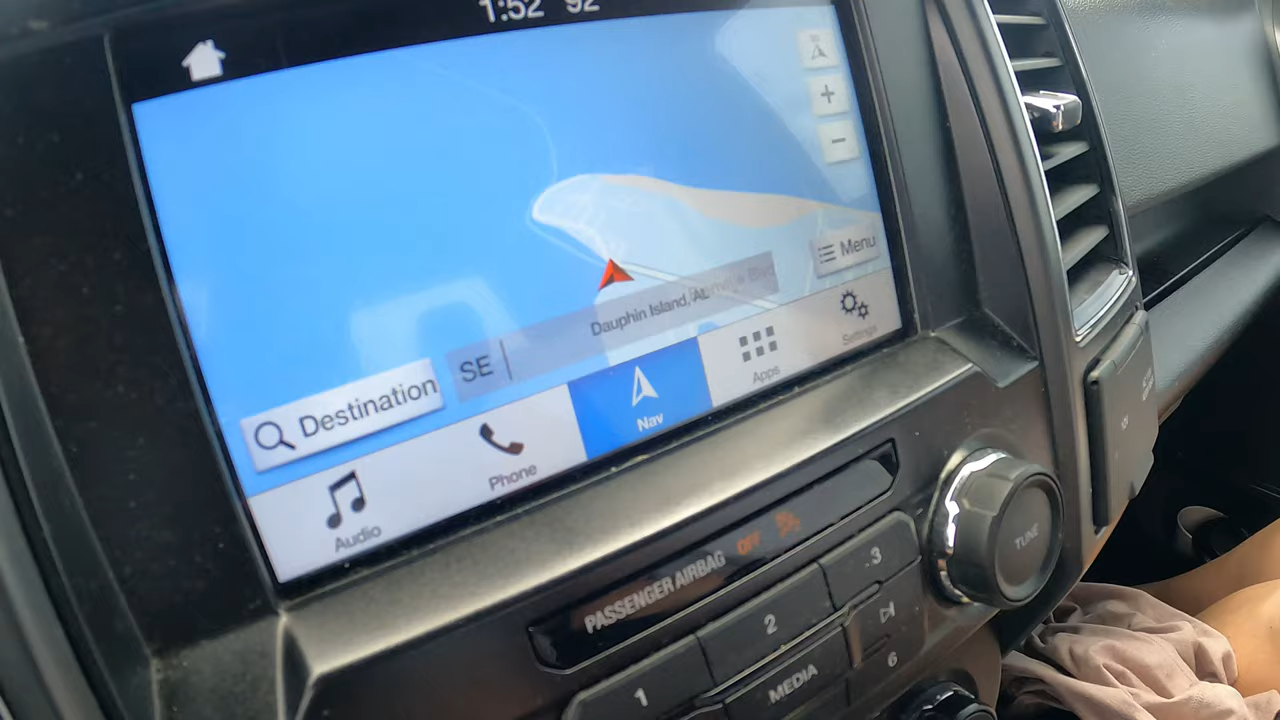 1:52 92
Menu
Dauphin Island, AL
SE
Destination
Settings
Apps
Nav
Phone
Audio
PASSENGER AIRBAG OFF
TUNE
3
2
1
MEDIA
6